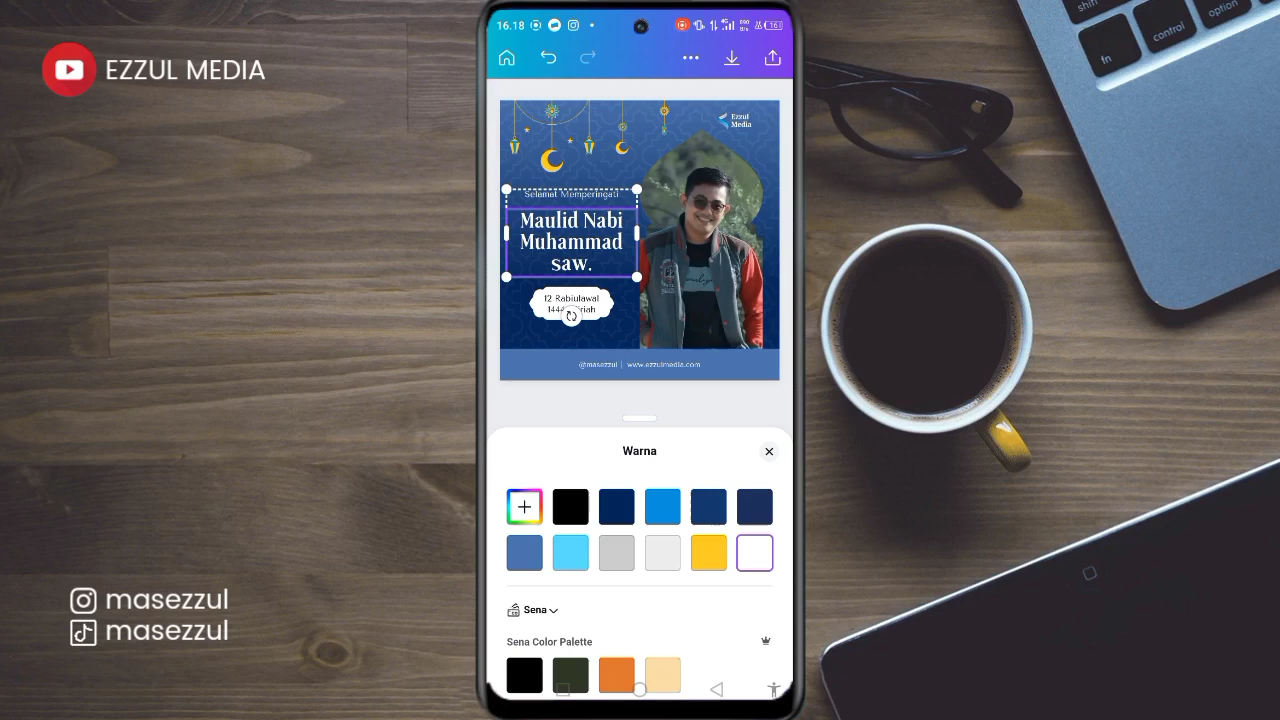 EZZUL MEDIA
masezzul
masezzul
16.18
Ezzul
Media
Selamat Memperingati
Maulid Nabi
Muhammad
saw.
12 Rabiulawal
@masezzul | www.ezzulmedia.com
Warna
Sena
Sena Color Palette
shift
fn
control
option